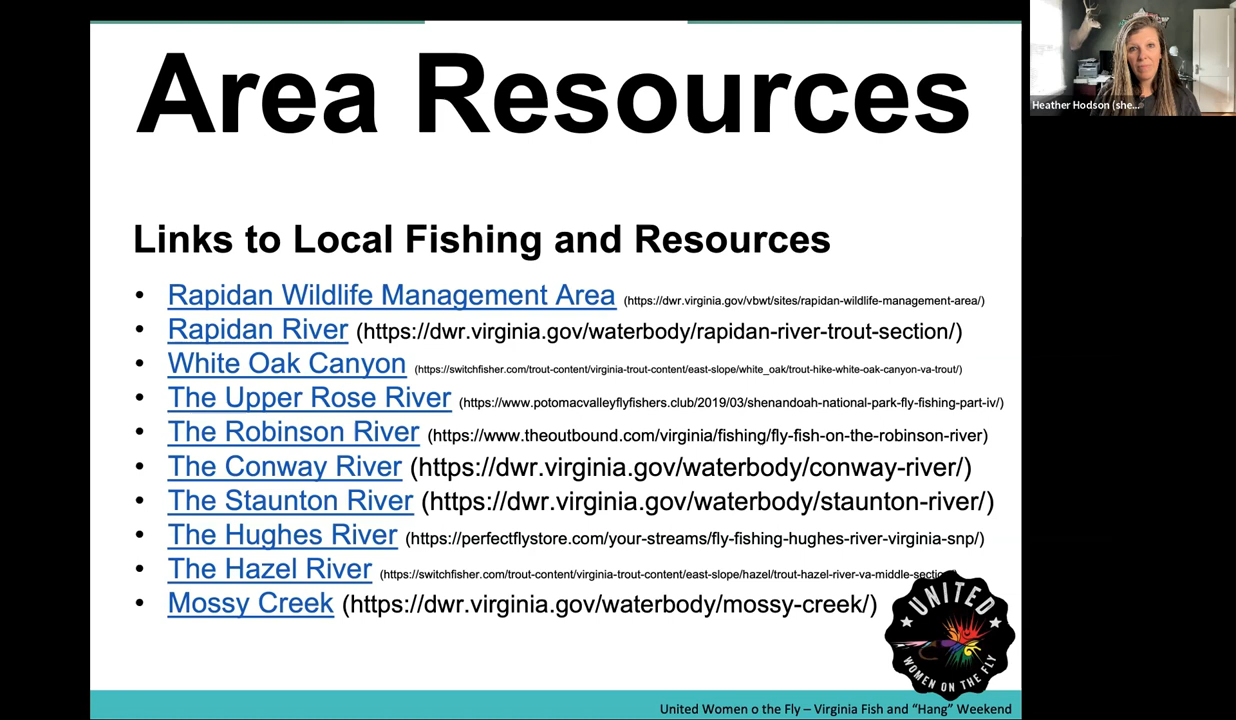 Area Resources
Heather Hodson (she...
Links to Local Fishing and Resources
• Rapidan Wildlife Management Area (https://dwr.virginia.gov/vbwt/sites/rapidan-wildlife-management-area/)
• Rapidan River (https://dwr.virginia.gov/waterbody/rapidan-river-trout-section/)
• White Oak Canyon (https://switchfisher.com/trout-content/virginia-trout-content/east-slope/white_oak/trout-hike-white-oak-canyon-va-trout/)
• The Upper Rose River (https://www.potomacvalleyflyfishers.club/2019/03/shenandoah-national-park-fly-fishing-part-iv/)
• The Robinson River (https://www.theoutbound.com/virginia/fishing/fly-fish-on-the-robinson-river)
• The Conway River (https://dwr.virginia.gov/waterbody/conway-river/)
• The Staunton River (https://dwr.virginia.gov/waterbody/staunton-river/)
• The Hughes River (https://perfectflystore.com/your-streams/fly-fishing-hughes-river-virginia-snp/)
• The Hazel River (https://switchfisher.com/trout-content/virginia-trout-content/east-slope/hazel/trout-hazel-river-va-middle-sectio
• Mossy Creek (https://dwr.virginia.gov/waterbody/mossy-creek/)
UNITED
WOMEN ON THE FLY
United Women o the Fly – Virginia Fish and “Hang” Weekend